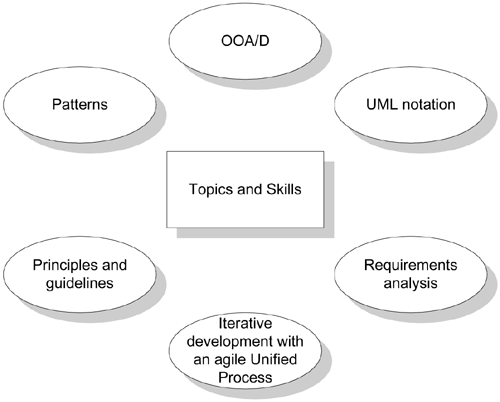 OOA/D
Patterns
UML notation
Topics and Skills
Principles and
guidelines
Requirements
analysis
Iterative
development with
an agile Unified
Process